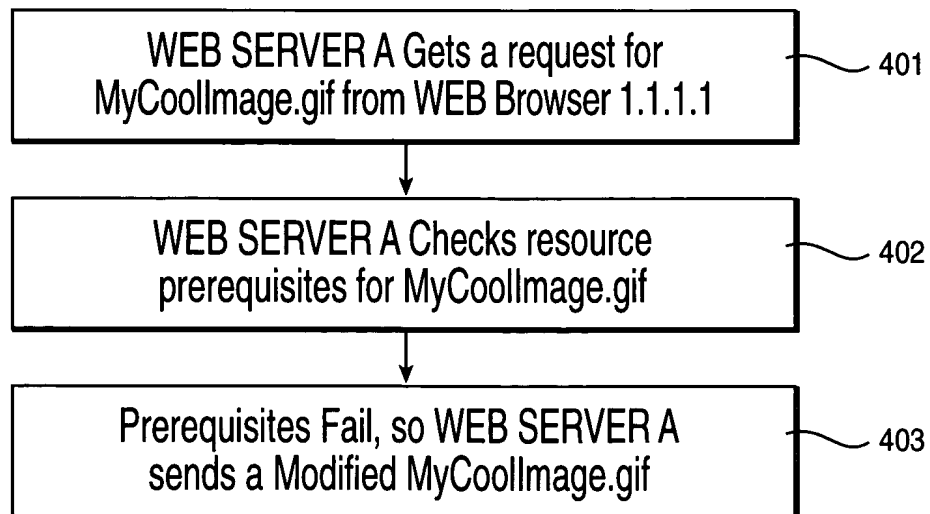 WEB SERVER A Gets a request for
MyCoolImage.gif from WEB Browser 1.1.1.1
401
WEB SERVER A Checks resource
prerequisites for MyCoolImage.gif
402
Prerequisites Fail, so WEB SERVER A
sends a Modified MyCoolImage.gif
403